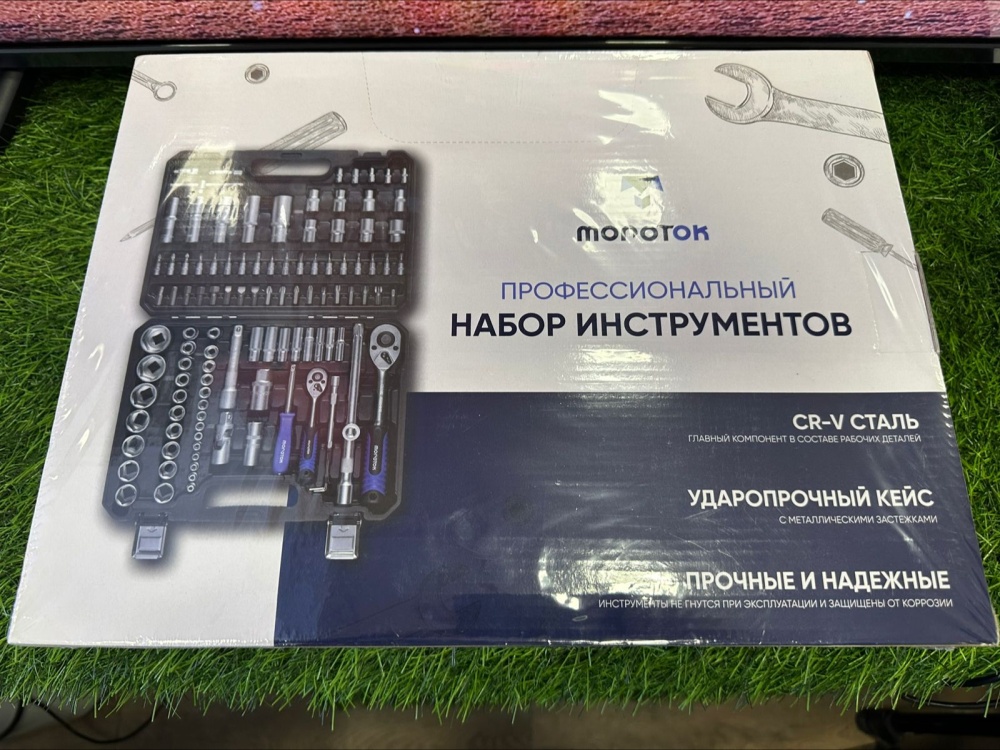 молоток
ПРОФЕССИОНАЛЬНЫЙ
НАБОР ИНСТРУМЕНТОВ
CR-V СТАЛЬ
ГЛАВНЫЙ КОМПОНЕНТ В СОСТАВЕ РАБОЧИХ ДЕТАЛЕЙ
УДАРОПРОЧНЫЙ КЕЙС
С МЕТАЛЛИЧЕСКИМИ ЗАСТЕЖКАМИ
ПРОЧНЫЕ И НАДЕЖНЫЕ
ИНСТРУМЕНТЫ НЕ ГНУТСЯ ПРИ ЭКСПЛУАТАЦИИ И ЗАЩИЩЕНЫ ОТ КОРРОЗИИ